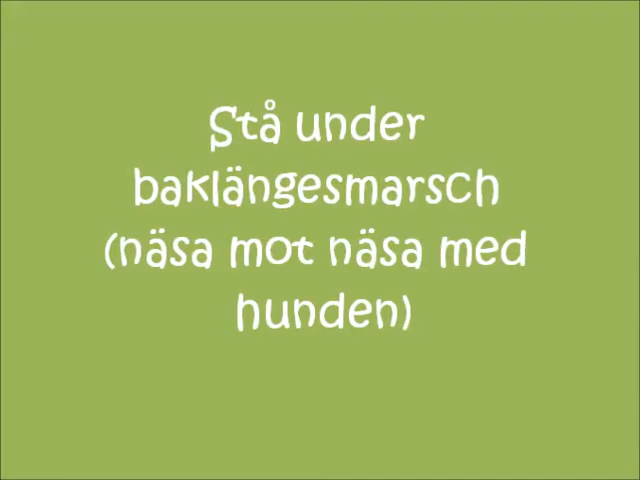 Stå under
baklängesmarsch
(näsa mot näsa med
hunden)